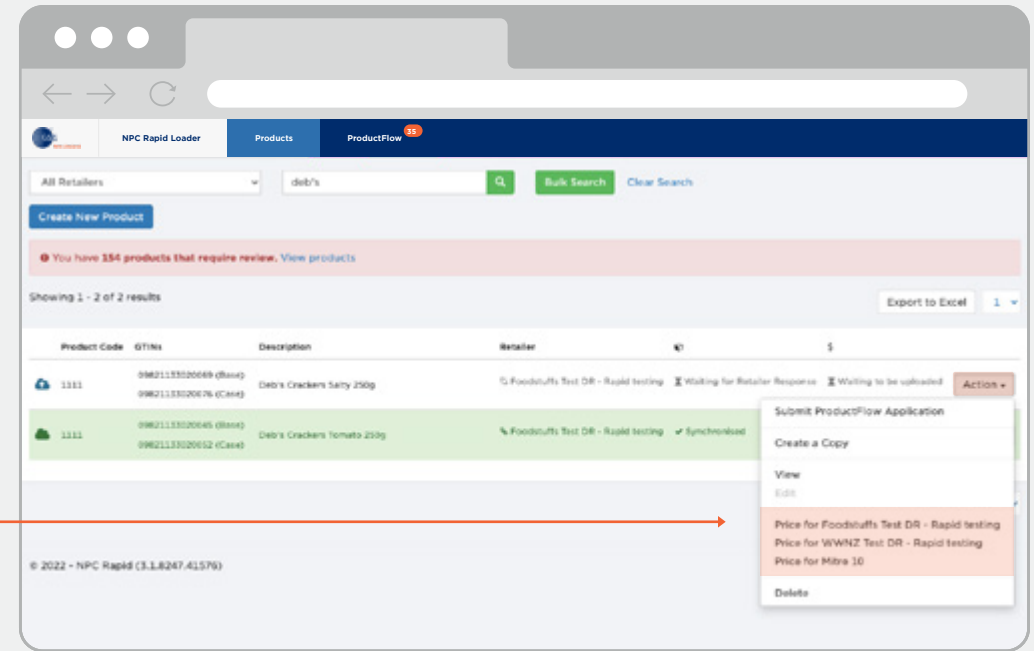 NPC Rapid Loader
Products
ProductFlow 35
All Retailers
deb's
Bulk Search
Clear Search
Create New Product
You have 154 products that require review. View products
Showing 1 - 2 of 2 results
Export to Excel
1
Product Code GTINs Description Retailer $
1111 09821133020069 (Base) Deb's Crackers Salty 250g Foodstuffs Test DR - Rapid testing Waiting for Retailer Response Waiting to be uploaded Action
09821133020076 (Case)
1111 09821133020045 (Base) Deb's Crackers Tomato 250g Foodstuffs Test DR - Rapid testing Synchronised
09821133020052 (Case)
Submit ProductFlow Application
Create a Copy
View
Edit
Price for Foodstuffs Test DR - Rapid testing
Price for WWNZ Test DR - Rapid testing
Price for Mitre 10
Delete
© 2022 - NPC Rapid (3.1.8247.41576)